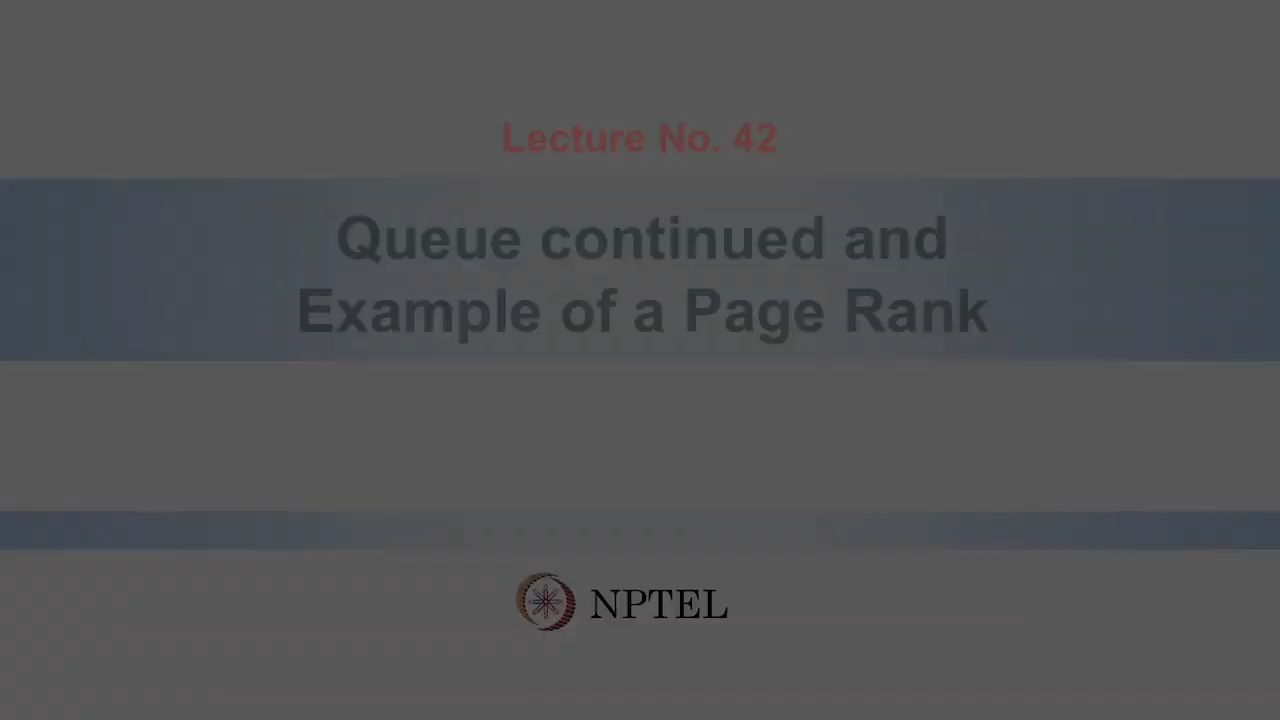 Lecture No. 42
Queue continued and
Example of a Page Rank
NPTEL